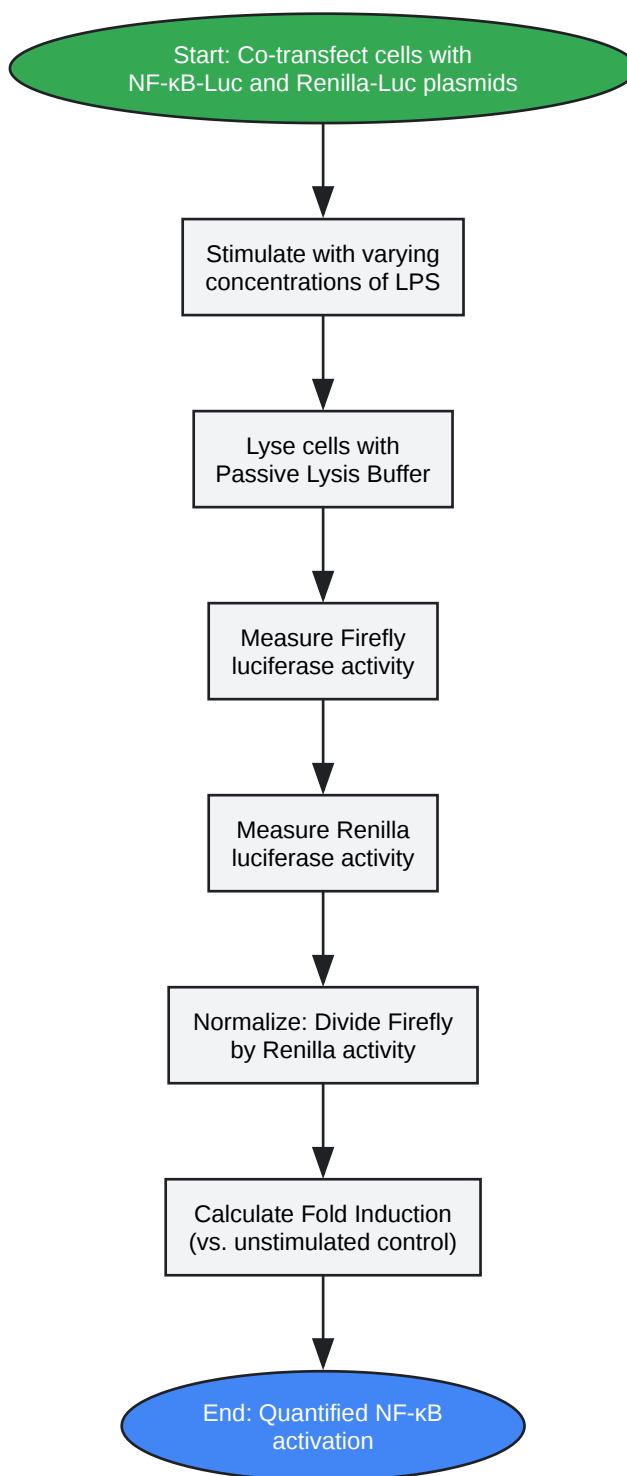 Start: Co-transfect cells with
NF-κB-Luc and Renilla-Luc plasmids
Stimulate with varying
concentrations of LPS
Lyse cells with
Passive Lysis Buffer
Measure Firefly
luciferase activity
Measure Renilla
luciferase activity
Normalize: Divide Firefly
by Renilla activity
Calculate Fold Induction
(vs. unstimulated control)
End: Quantified NF-κB
activation